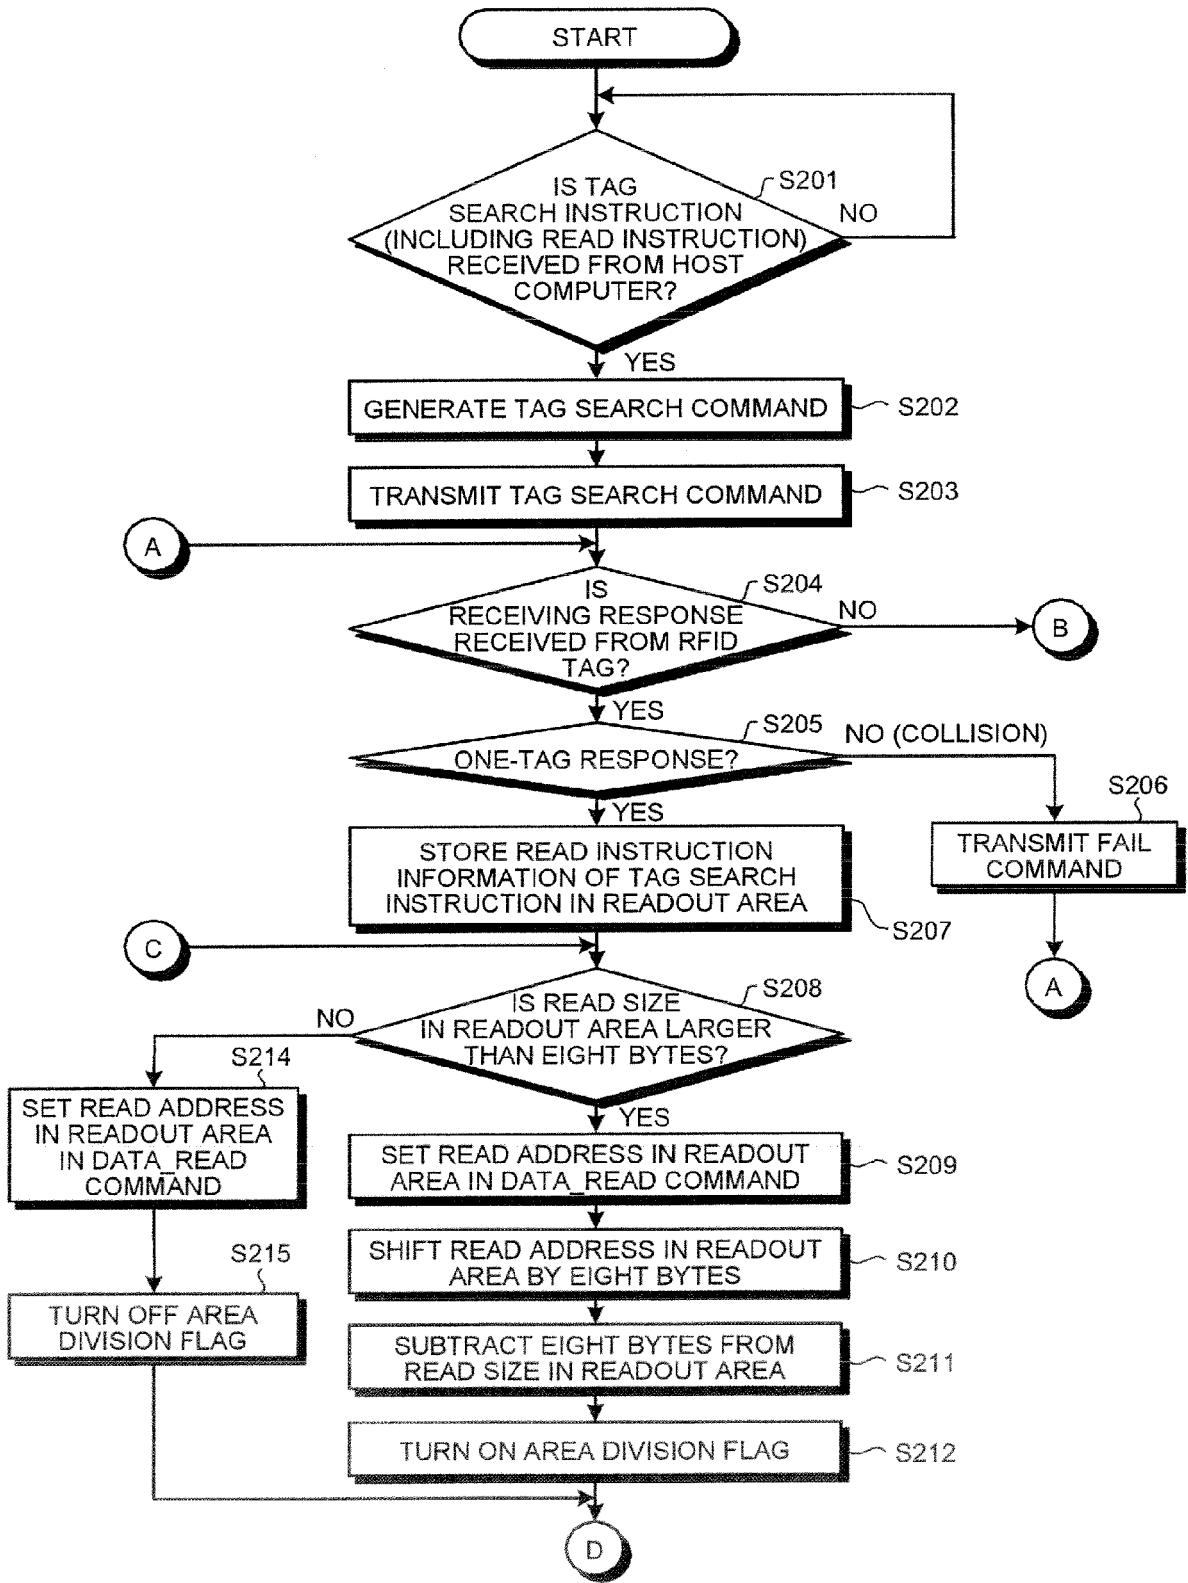 START
S201
IS TAG
SEARCH INSTRUCTION
(INCLUDING READ INSTRUCTION)
RECEIVED FROM HOST
COMPUTER?
NO
YES
GENERATE TAG SEARCH COMMAND
S202
TRANSMIT TAG SEARCH COMMAND
S203
A
S204
IS
RECEIVING RESPONSE
RECEIVED FROM RFID
TAG?
NO
B
YES
S205
ONE-TAG RESPONSE?
NO (COLLISION)
S206
TRANSMIT FAIL
COMMAND
A
YES
STORE READ INSTRUCTION
INFORMATION OF TAG SEARCH
INSTRUCTION IN READOUT AREA
S207
C
S208
IS READ SIZE
IN READOUT AREA LARGER
THAN EIGHT BYTES?
NO
S214
SET READ ADDRESS
IN READOUT AREA
IN DATA_READ
COMMAND
S215
TURN OFF AREA
DIVISION FLAG
YES
SET READ ADDRESS IN READOUT
AREA IN DATA_READ COMMAND
S209
SHIFT READ ADDRESS IN READOUT
AREA BY EIGHT BYTES
S210
SUBTRACT EIGHT BYTES FROM
READ SIZE IN READOUT AREA
S211
TURN ON AREA DIVISION FLAG
S212
D